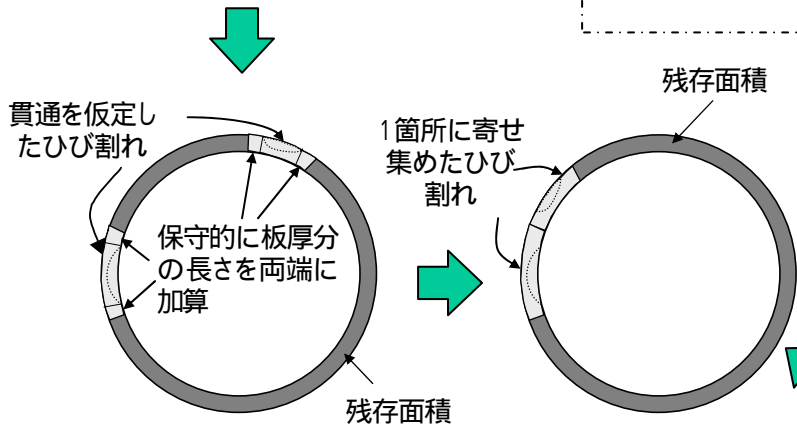 貫通を仮定し
たひび割れ
保守的に板厚分
の長さを両端に
加算
残存面積
1箇所に寄せ
集めたひび
割れ
残存面積